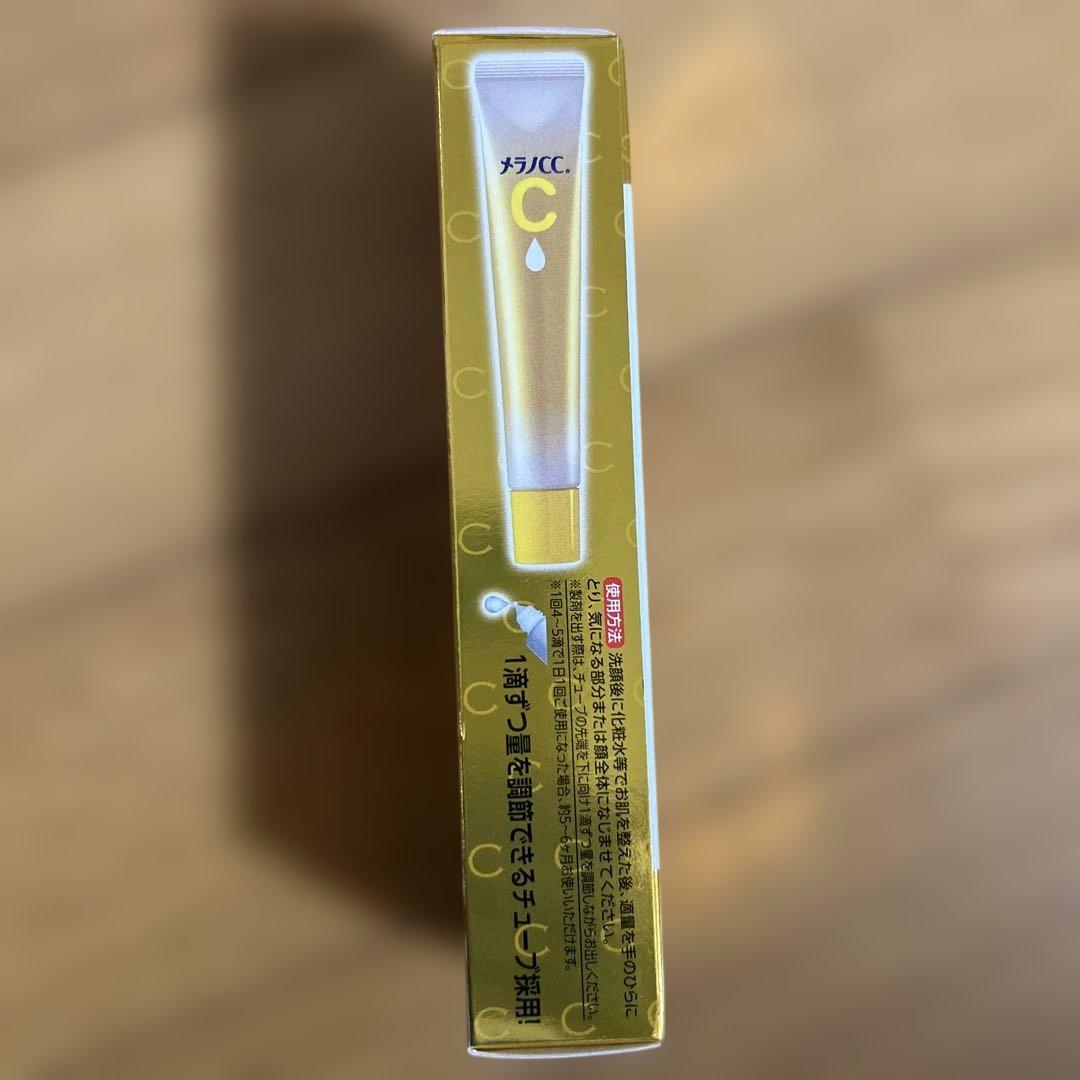 メラノCC®
C
使用方法 洗顔後に化粧水等でお肌を整えた後、適量を手のひらに
とり、気になる部分または顔全体になじませてください。
※製剤を出す際は、チューブの先端を下に向け1滴ずつ量を調節しながらお出しください。
※1回4～5滴で1日1回ご使用になった場合、約5～6ヶ月お使いいただけます。
1滴ずつ量を調節できるチューブ採用!